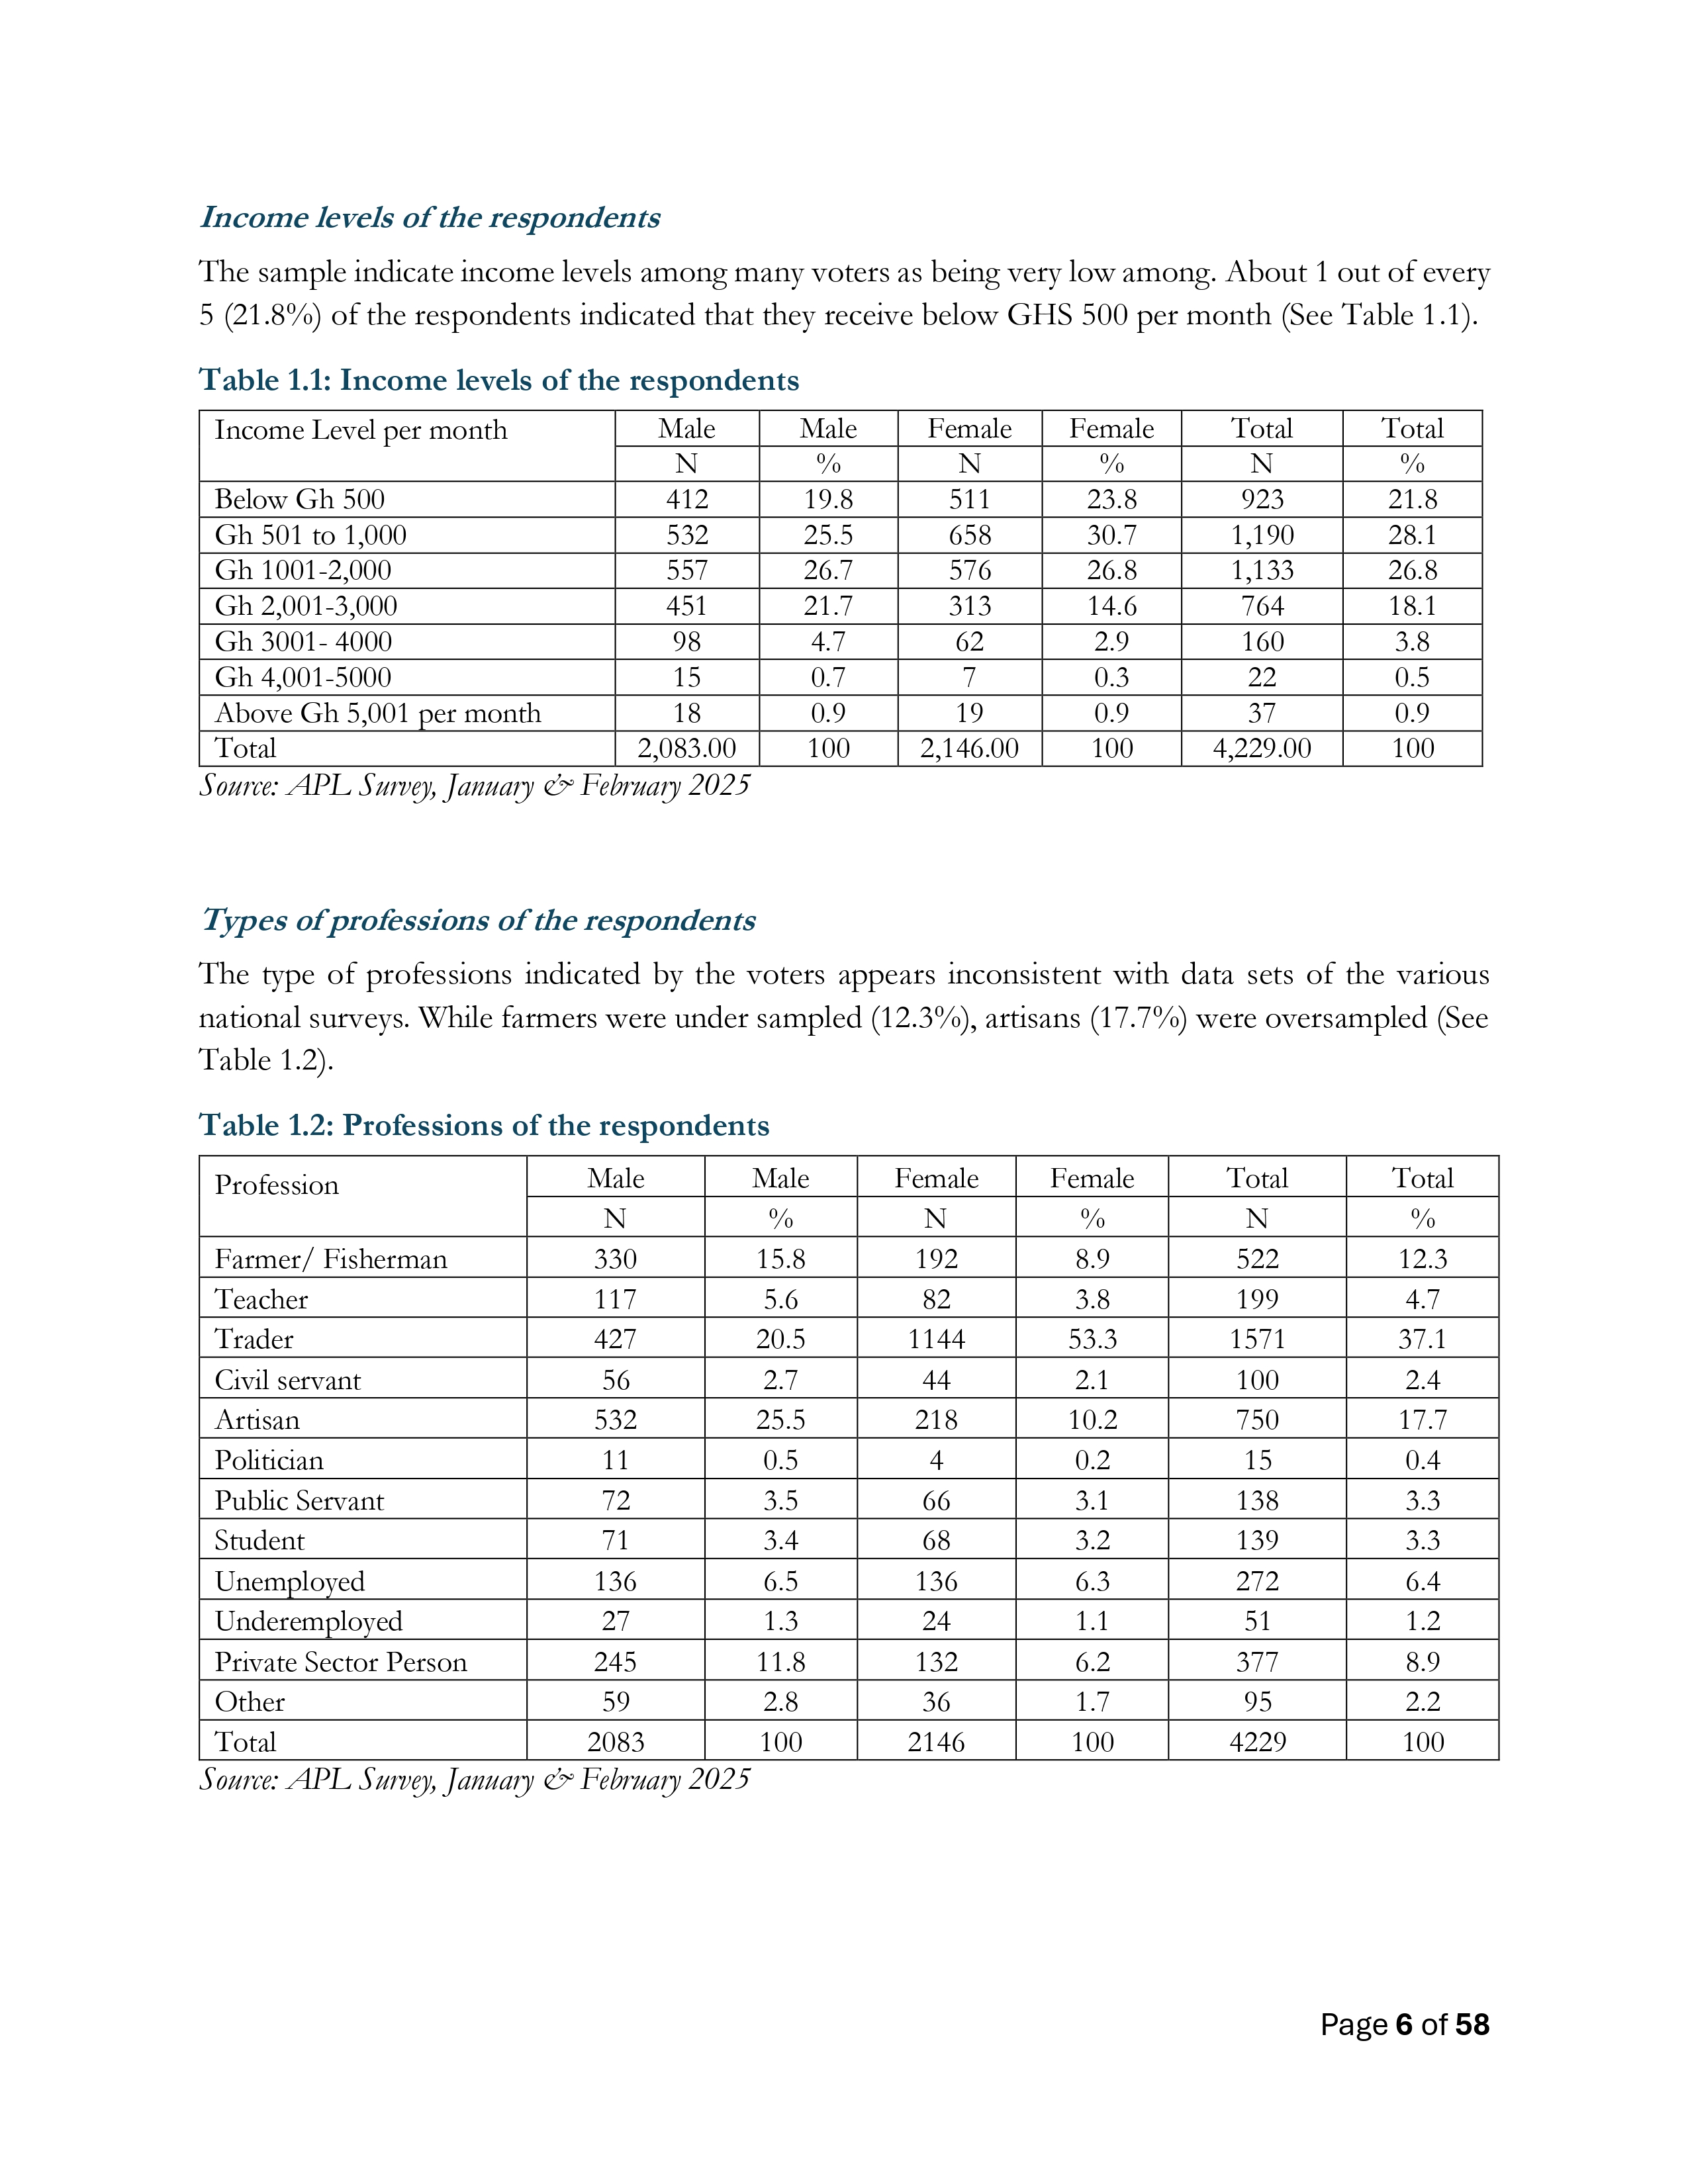 Income levels of the respondents
The sample indicate income levels among many voters as being very low among. About 1 out of every
5 (21.8%) of the respondents indicated that they receive below GHS 500 per month (See Table 1.1).
Table 1.1: Income levels of the respondents
Income Level per month Male Male Female Female Total Total
N % N % N %
Below Gh 500 412 19.8 511 23.8 923 21.8
Gh 501 to 1,000 532 25.5 658 30.7 1,190 28.1
Gh 1001-2,000 557 26.7 576 26.8 1,133 26.8
Gh 2,001-3,000 451 21.7 313 14.6 764 18.1
Gh 3001- 4000 98 4.7 62 2.9 160 3.8
Gh 4,001-5000 15 0.7 7 0.3 22 0.5
Above Gh 5,001 per month 18 0.9 19 0.9 37 0.9
Total 2,083.00 100 2,146.00 100 4,229.00 100
Source: APL Survey, January & February 2025
Types of professions of the respondents
The type of professions indicated by the voters appears inconsistent with data sets of the various
national surveys. While farmers were under sampled (12.3%), artisans (17.7%) were oversampled (See
Table 1.2).
Table 1.2: Professions of the respondents
Profession Male Male Female Female Total Total
N % N % N %
Farmer/ Fisherman 330 15.8 192 8.9 522 12.3
Teacher 117 5.6 82 3.8 199 4.7
Trader 427 20.5 1144 53.3 1571 37.1
Civil servant 56 2.7 44 2.1 100 2.4
Artisan 532 25.5 218 10.2 750 17.7
Politician 11 0.5 4 0.2 15 0.4
Public Servant 72 3.5 66 3.1 138 3.3
Student 71 3.4 68 3.2 139 3.3
Unemployed 136 6.5 136 6.3 272 6.4
Underemployed 27 1.3 24 1.1 51 1.2
Private Sector Person 245 11.8 132 6.2 377 8.9
Other 59 2.8 36 1.7 95 2.2
Total 2083 100 2146 100 4229 100
Source: APL Survey, January & February 2025
Page 6 of 58